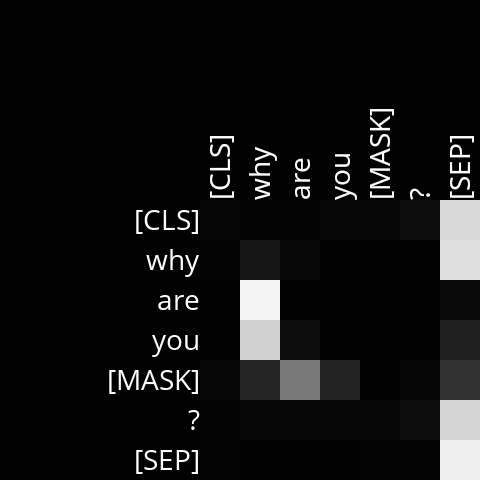 [CLS] why are you [MASK] ? [SEP]
[CLS]
why
are
you
[MASK]
?
[SEP]